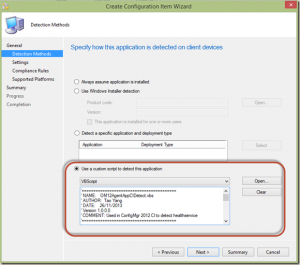 Create Configuration Item Wizard
Detection Methods
General
Detection Methods
Settings
Compliance Rules
Supported Platforms
Summary
Progress
Completion
Specify how this application is detected on client devices
Always assume application is installed
Use Windows Installer detection
Product code:
Open
Version:
This application is installed for one or more users
Detect a specific application and deployment type
Application Deployment Type
Select
Use a custom script to detect this application
VBScript
Open...
Clear
' NAME: OM12AgentAppCIDetect.vbs
' AUTHOR: Tao Yang
' DATE: 26/11/2013
' Version 1.0.0.0
' COMMENT: Used in ConfigMgr 2012 CI to detect healthservice
< Previous Next > Summary Cancel